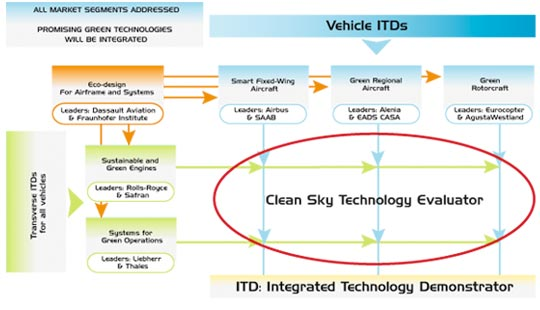 ALL MARKET SEGMENTS ADDRESSED
PROMISING GREEN TECHNOLOGIES
WILL BE INTEGRATED
Vehicle ITDs
Eco-design
For Airframe and Systems
Leaders: Dassault Aviation
& Fraunhofer Institute
Smart Fixed-Wing
Aircraft
Leaders: Airbus
& SAAB
Green Regional
Aircraft
Leaders: Alenia
& EADS CASA
Green
Rotorcraft
Leaders: Eurocopter
& AgustaWestland
Transverse ITDs
for all vehicles
Sustainable and
Green Engines
Leaders: Rolls-Royce
& Safran
Clean Sky Technology Evaluator
Systems for
Green Operations
Leaders: Liebherr
& Thales
ITD: Integrated Technology Demonstrator